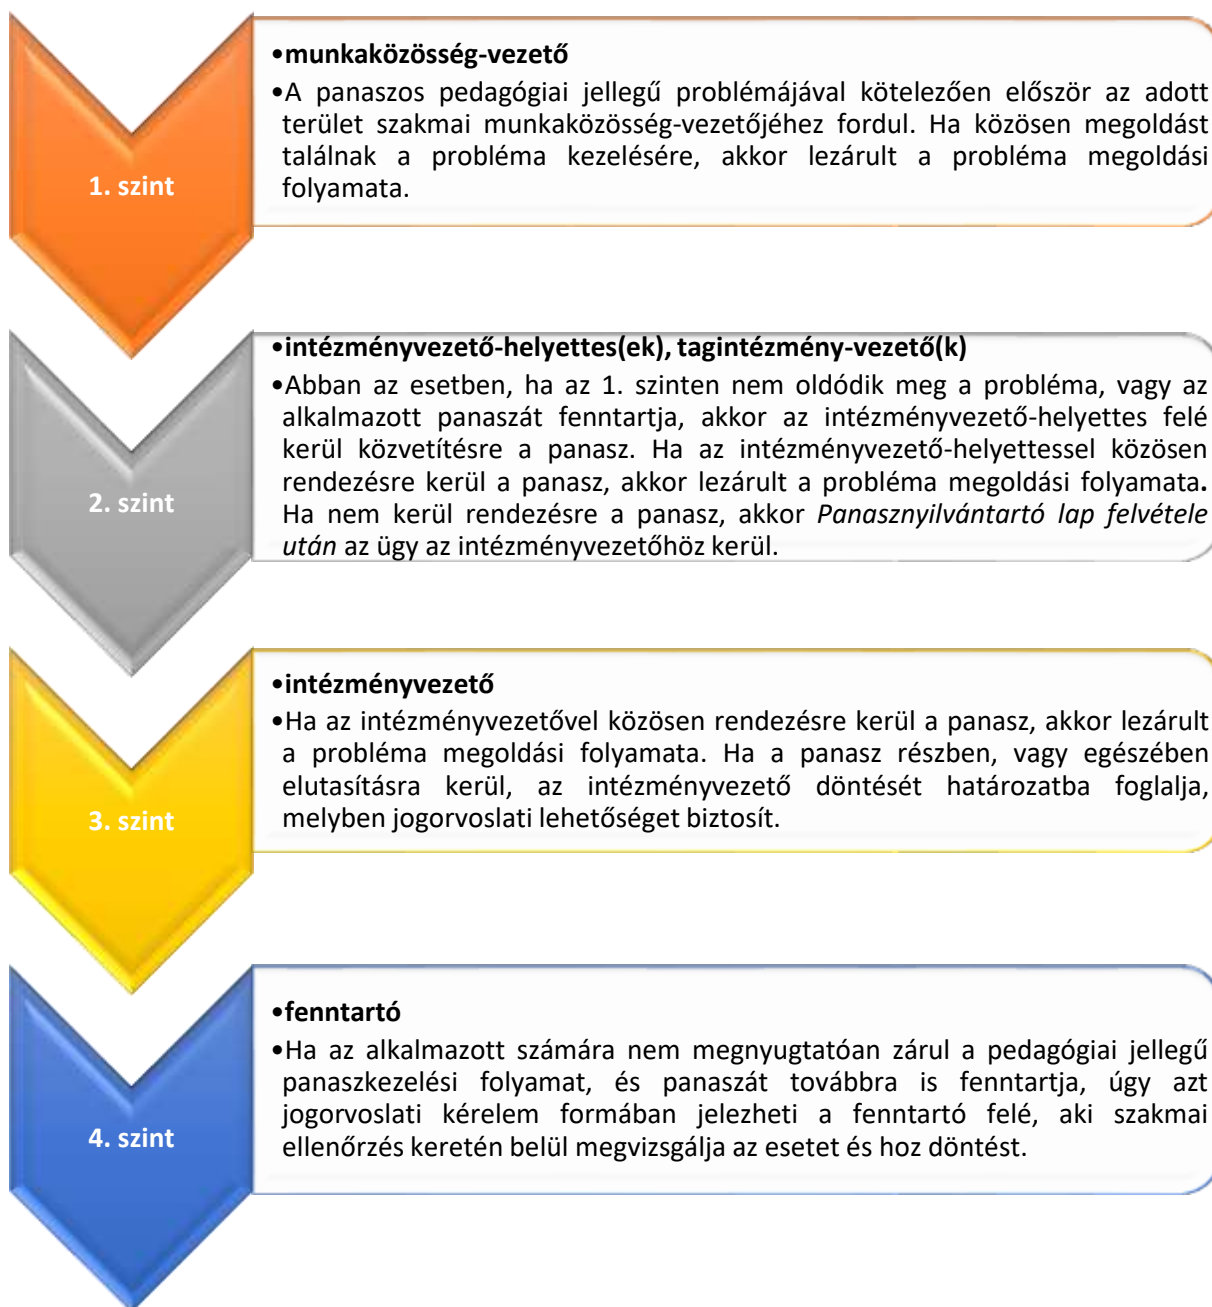 •munkaközösség-vezető
•A panaszos pedagógiai jellegű problémájával kötelezően először az adott
terület szakmai munkaközösség-vezetőjéhez fordul. Ha közösen megoldást
találnak a probléma kezelésére, akkor lezárult a probléma megoldási
folyamata.
1. szint
•intézményvezető-helyettes(ek), tagintézmény-vezető(k)
•Abban az esetben, ha az 1. szinten nem oldódik meg a probléma, vagy az
alkalmazott panaszát fenntartja, akkor az intézményvezető-helyettes felé
kerül közvetítésre a panasz. Ha az intézményvezető-helyettessel közösen
rendezésre kerül a panasz, akkor lezárult a probléma megoldási folyamata.
Ha nem kerül rendezésre a panasz, akkor Panasznyilvántartó lap felvétele
után az ügy az intézményvezetőhöz kerül.
2. szint
•intézményvezető
•Ha az intézményvezetővel közösen rendezésre kerül a panasz, akkor lezárult
a probléma megoldási folyamata. Ha a panasz részben, vagy egészében
elutasításra kerül, az intézményvezető döntését határozatba foglalja,
melyben jogorvoslati lehetőséget biztosít.
3. szint
•fenntartó
•Ha az alkalmazott számára nem megnyugtatóan zárul a pedagógiai jellegű
panaszkezelési folyamat, és panaszát továbbra is fenntartja, úgy azt
jogorvoslati kérelem formában jelezheti a fenntartó felé, aki szakmai
ellenőrzés keretén belül megvizsgálja az esetet és hoz döntést.
4. szint